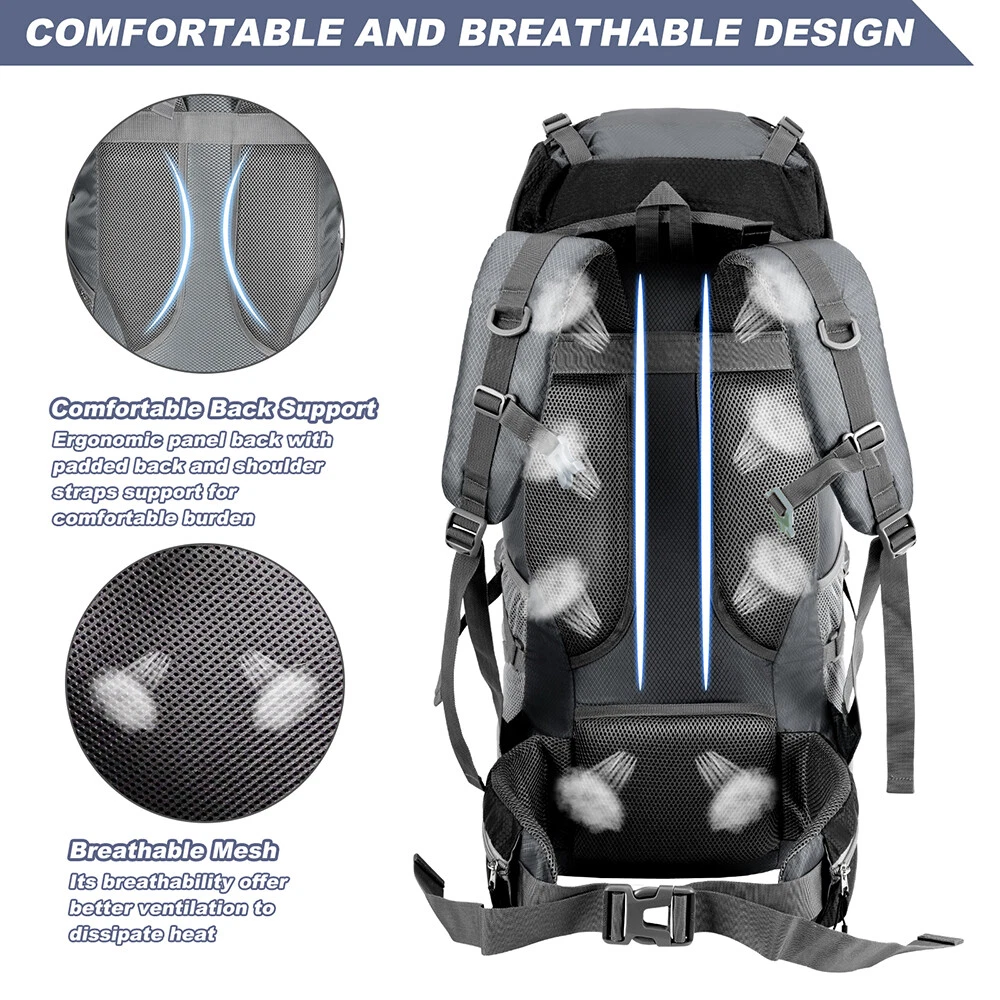 COMFORTABLE AND BREATHABLE DESIGN
Comfortable Back Support
Ergonomic panel back with
padded back and shoulder
straps support for
comfortable burden
Breathable Mesh
Its breathability offer
better ventilation to
dissipate heat